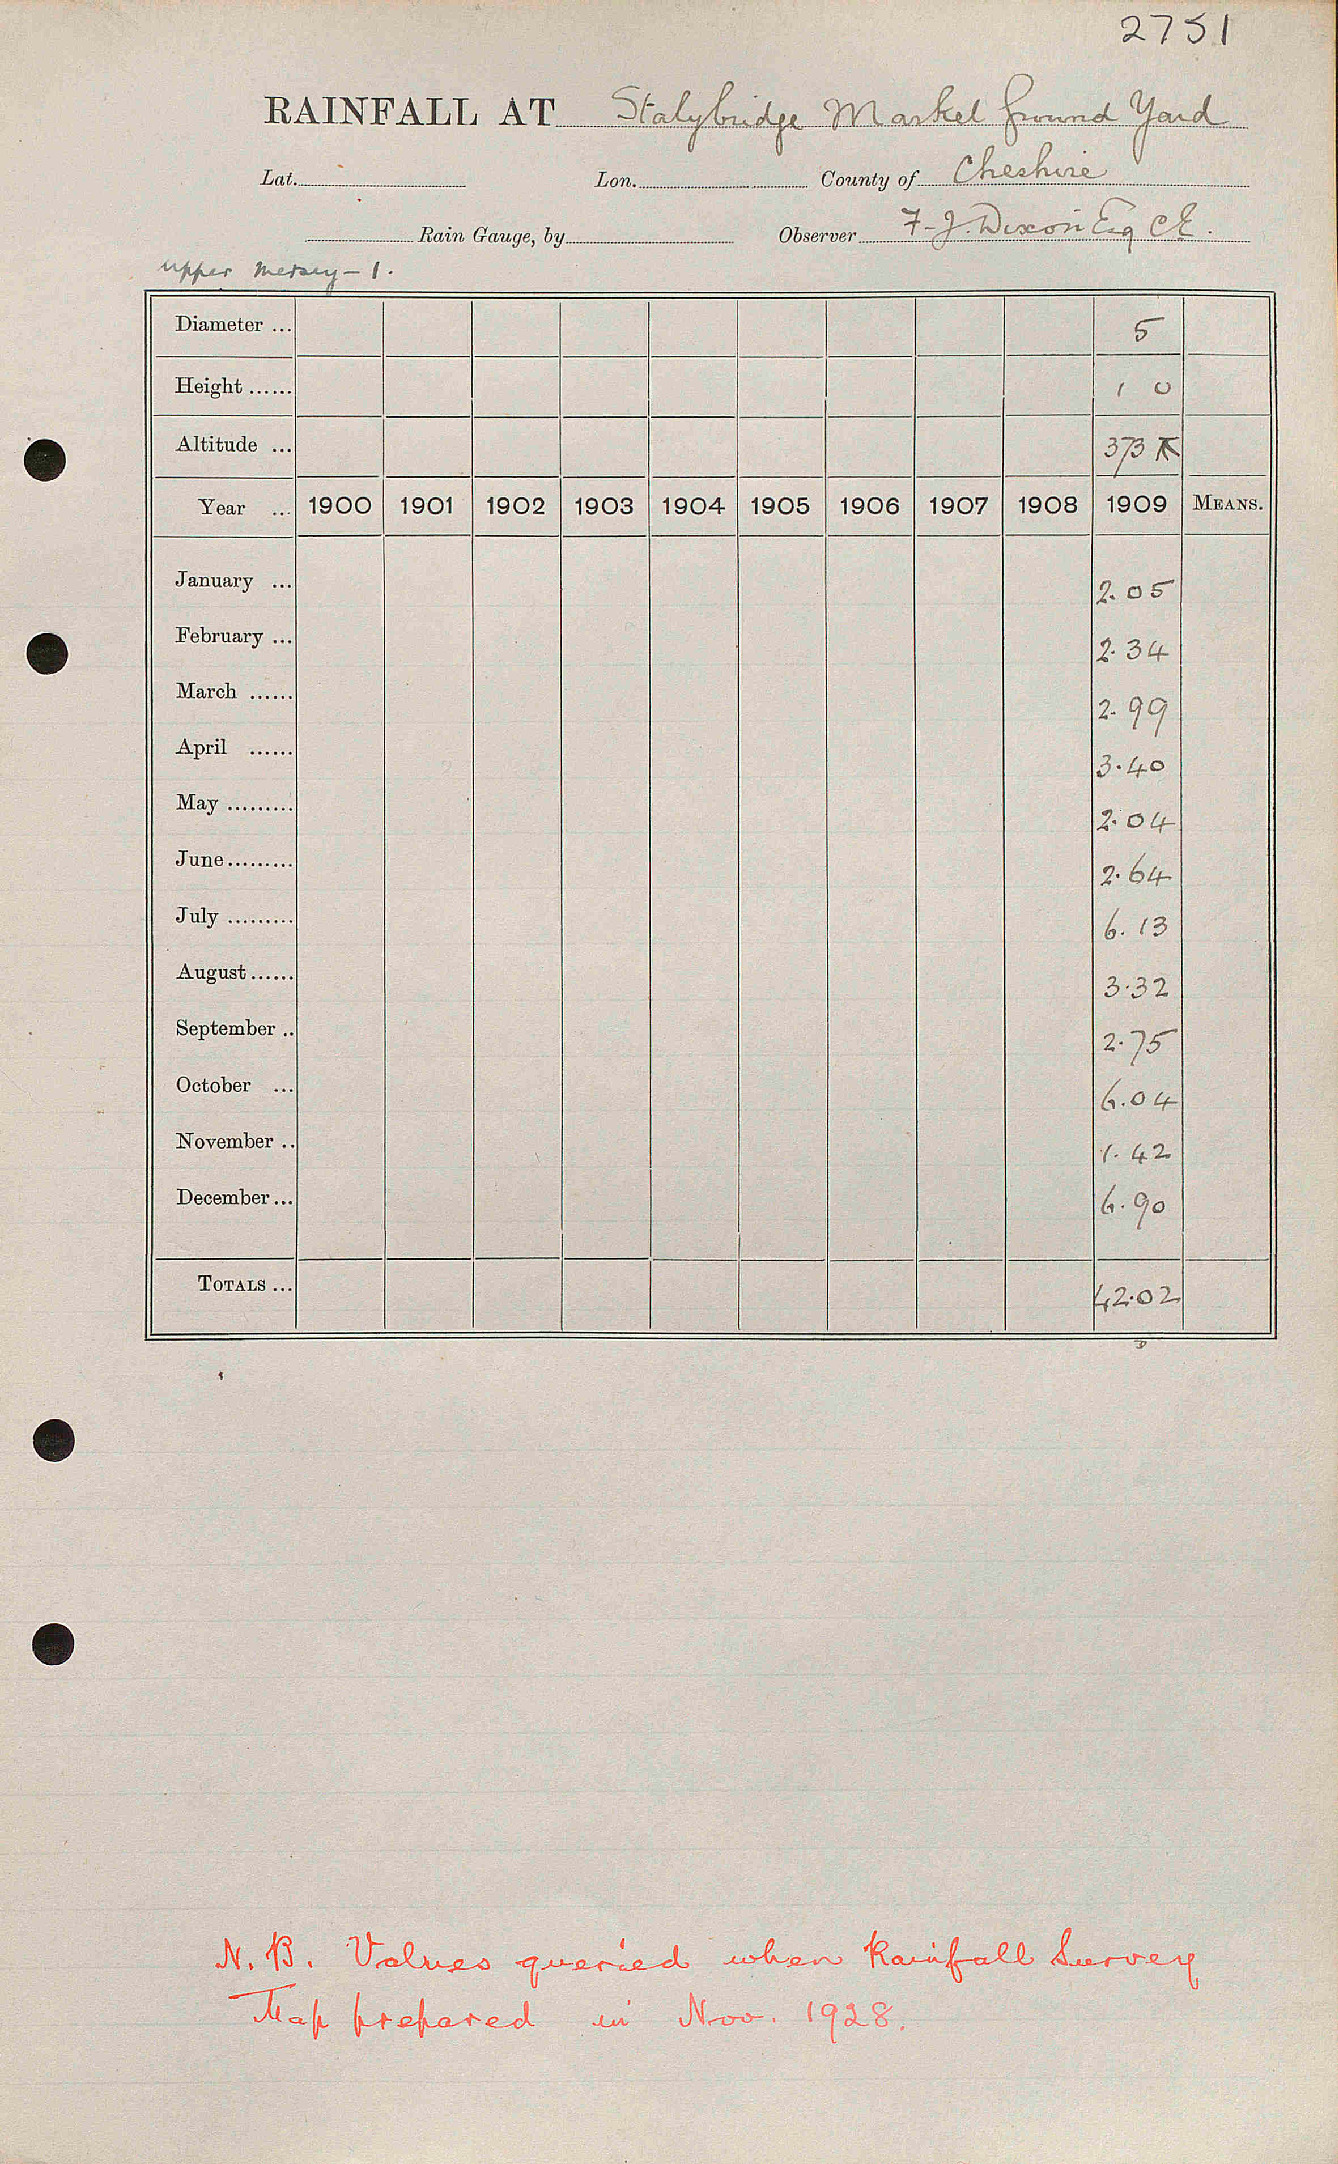 2751
RAINFALL AT Stalybridge Market Ground Yard
Lat. Lon. County of Cheshire
Rain Gauge, by Observer F. J. Dixon Esq CE.
Upper Mersey - 1.
Diameter ... 5
Height ...... 1 0
Altitude ... 373
Year ... 1900 1901 1902 1903 1904 1905 1906 1907 1908 1909 MEANS.
January ... 2.05
February ... 2.34
March ...... 2.99
April ...... 3.40
May ......... 2.04
June ......... 2.64
July ......... 6.13
August ...... 3.32
September .. 2.75
October ... 6.04
November .. 1.42
December ... 6.90
TOTALS ... 42.02
N.B. Values queried when Rainfall Survey
Map prepared in Nov. 1928.